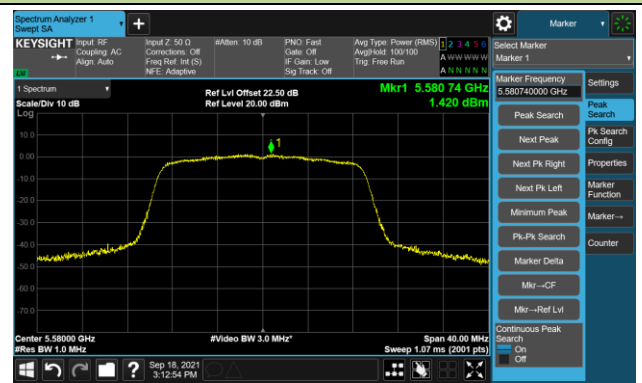 Spectrum Analyzer 1
Swept SA
Marker
KEYSIGHT
Input: RF
Coupling: AC
Align: Auto
Input Z: 50 Ω
Corrections: Off
Freq Ref: Int (S)
NFE: Adaptive
#Atten: 10 dB
PNO: Fast
Gate: Off
IF Gain: Low
Sig Track: Off
Avg Type: Power (RMS)
Avg|Hold: 100/100
Trig: Free Run
1 2 3 4 5 6
A W W W W W
A N N N N N
LXI
1 Spectrum
Scale/Div 10 dB
Log
Ref Lvl Offset 22.50 dB
Ref Level 20.00 dBm
Mkr1 5.580 74 GHz
1.420 dBm
10.0
0.00
-10.0
-20.0
-30.0
-40.0
-50.0
-60.0
-70.0
1
Center 5.58000 GHz
#Res BW 1.0 MHz
#Video BW 3.0 MHz*
Span 40.00 MHz
Sweep 1.07 ms (2001 pts)
Select Marker
Marker 1
Marker Frequency
5.580740000 GHz
Peak Search
Next Peak
Next Pk Right
Next Pk Left
Minimum Peak
Pk-Pk Search
Marker Delta
Mkr→CF
Mkr→Ref Lvl
Continuous Peak
Search
On
Off
Settings
Peak
Search
Pk Search
Config
Properties
Marker
Function
Marker→
Counter
Sep 18, 2021
3:12:54 PM